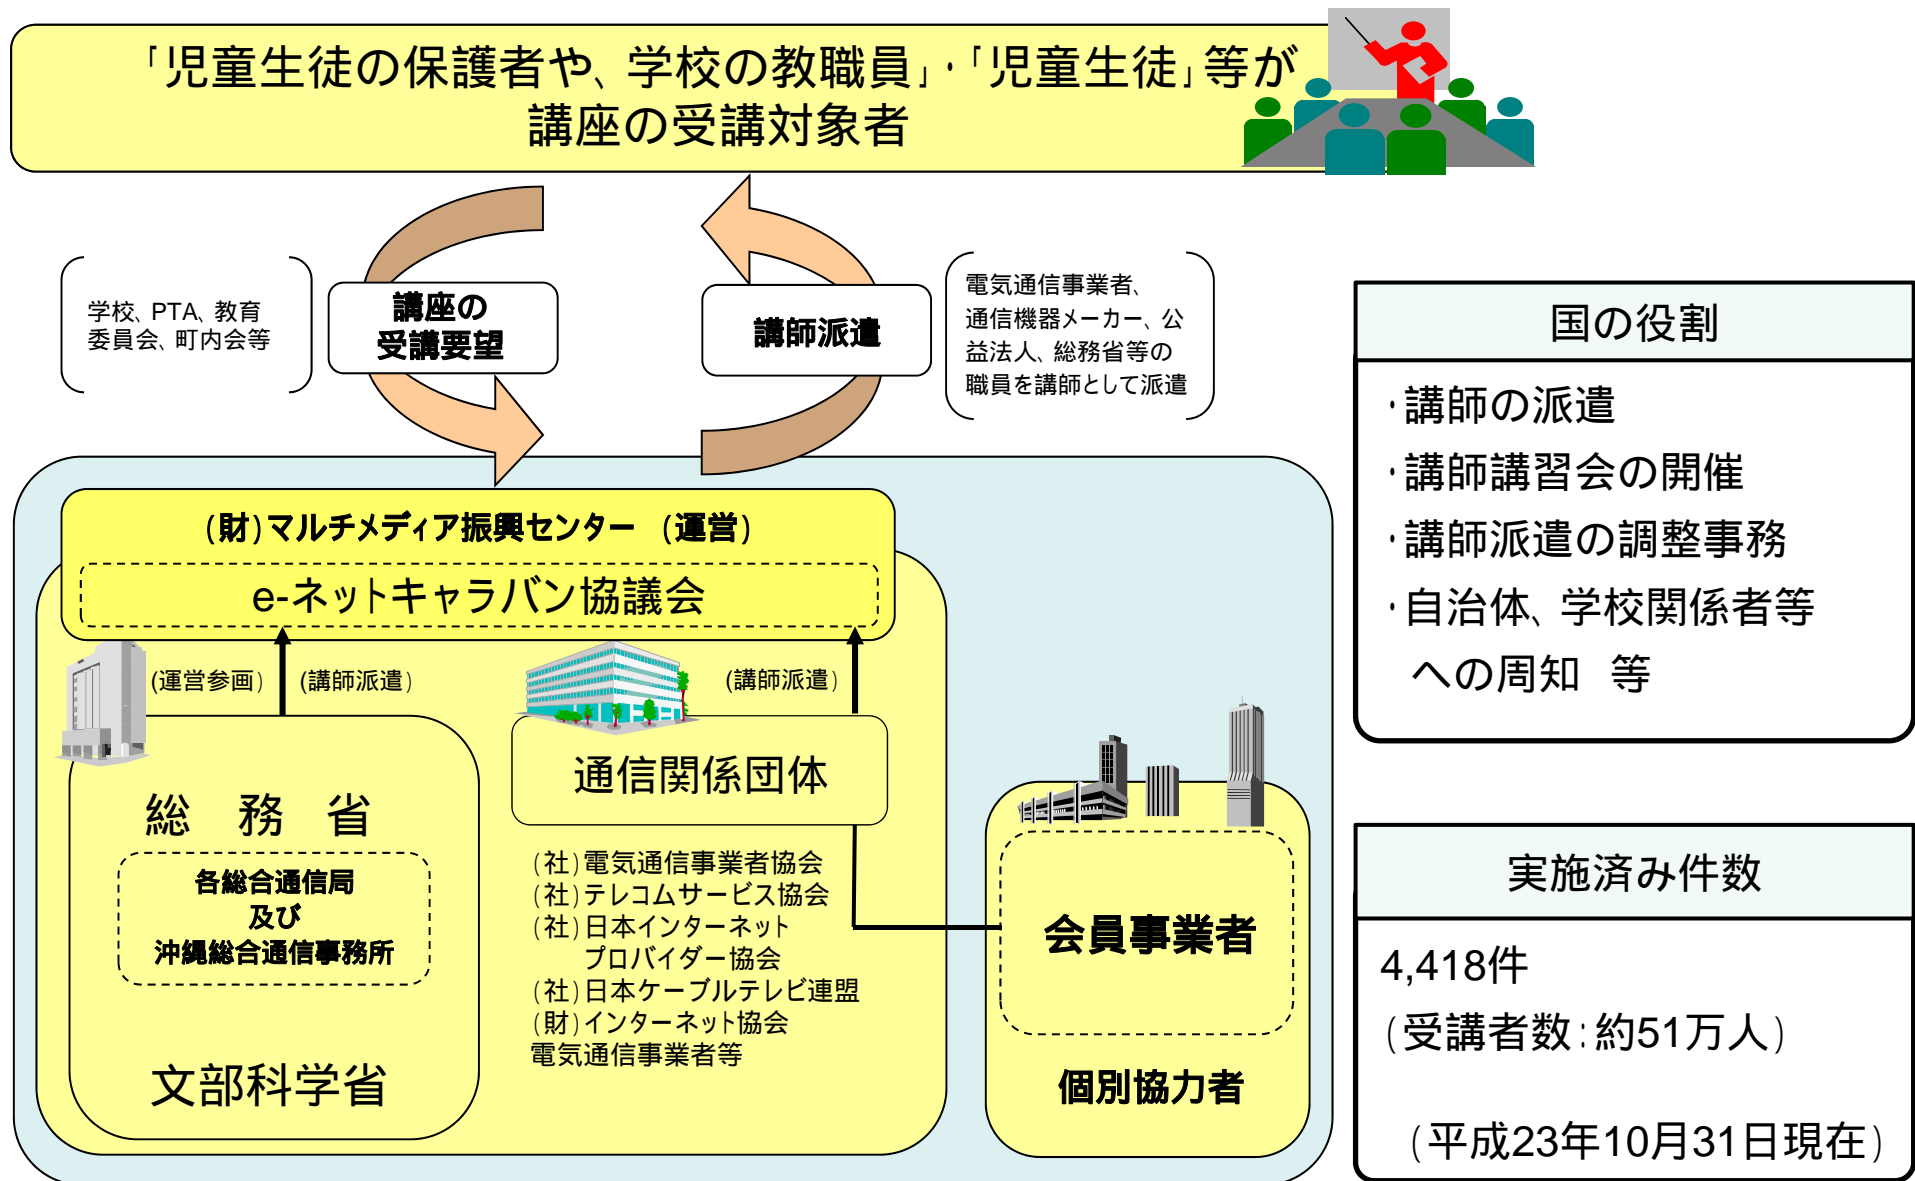 「児童生徒の保護者や、学校の教職員」・「児童生徒」等が
講座の受講対象者
学校、PTA、教育
委員会、町内会等
講座の
受講要望
講師派遣
電気通信事業者、
通信機器メーカー、公
益法人、総務省等の
職員を講師として派遣
(財)マルチメディア振興センター (運営)
e-ネットキャラバン協議会
(運営参画)
(講師派遣)
(講師派遣)
総 務 省
各総合通信局
及び
沖縄総合通信事務所
文部科学省
通信関係団体
(社)電気通信事業者協会
(社)テレコムサービス協会
(社)日本インターネット
プロバイダー協会
(社)日本ケーブルテレビ連盟
(財)インターネット協会
電気通信事業者等
会員事業者
個別協力者
国の役割
・講師の派遣
・講師講習会の開催
・講師派遣の調整事務
・自治体、学校関係者等
への周知 等
実施済み件数
4,418件
(受講者数:約51万人)
(平成23年10月31日現在)